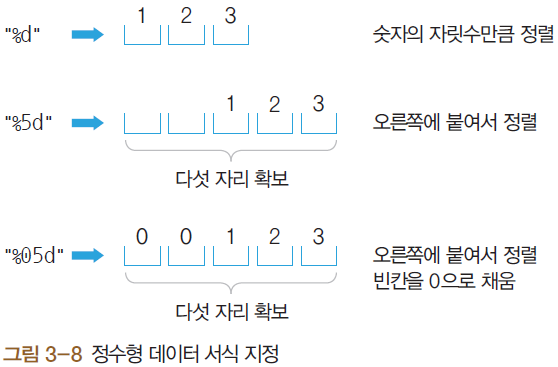 "%d" 1 2 3 숫자의 자릿수만큼 정렬
"%5d" 1 2 3 오른쪽에 붙여서 정렬
다섯 자리 확보
"%05d" 0 0 1 2 3 오른쪽에 붙여서 정렬
빈칸을 0으로 채움
다섯 자리 확보
그림 3-8 정수형 데이터 서식 지정